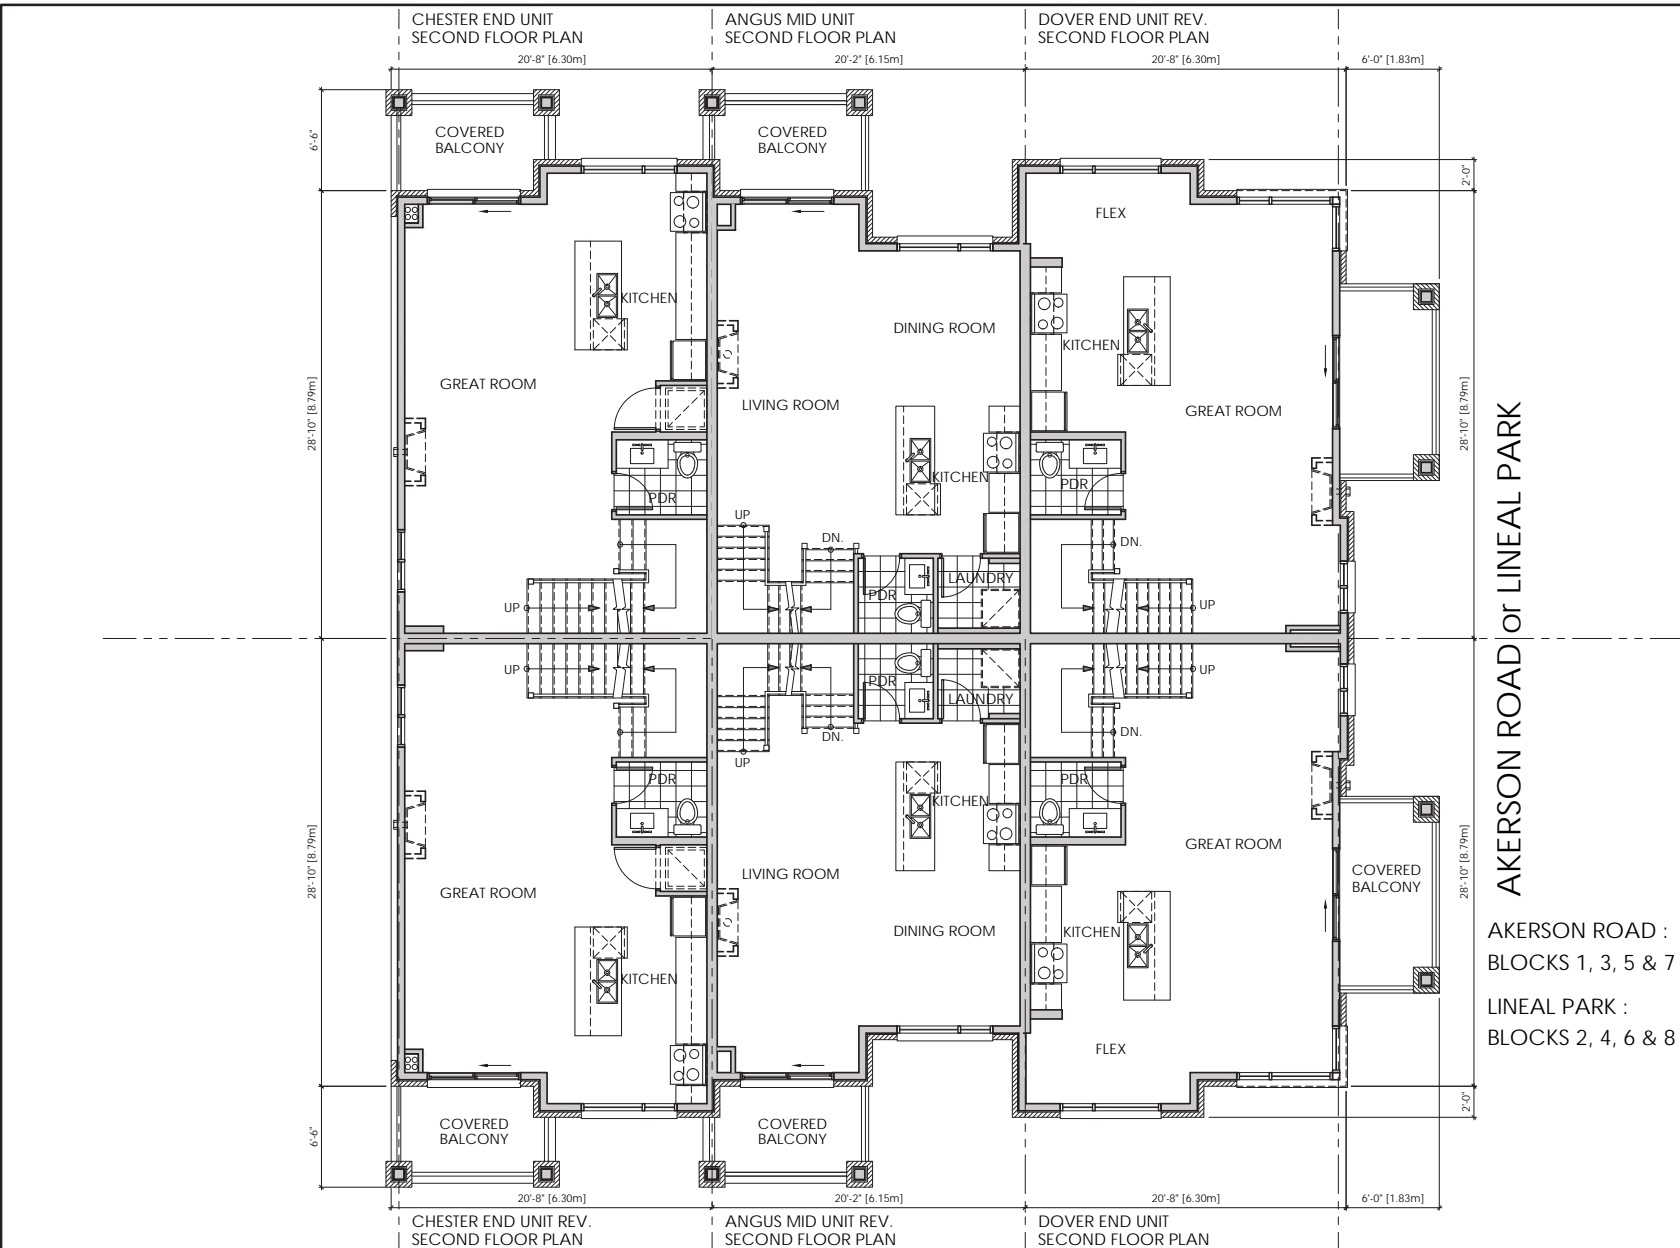 CHESTER END UNIT
SECOND FLOOR PLAN
ANGUS MID UNIT
SECOND FLOOR PLAN
DOVER END UNIT REV.
SECOND FLOOR PLAN
20'-8" [6.30m]
20'-2" [6.15m]
20'-8" [6.30m]
6'-0" [1.83m]
6'-6"
COVERED
BALCONY
COVERED
BALCONY
2'-0"
FLEX
KITCHEN
DINING ROOM
KITCHEN
GREAT ROOM
LIVING ROOM
GREAT ROOM
28'-10" [8.79m]
28'-10" [8.79m]
KITCHEN
PDR
PDR
UP
DN.
DN.
LAUNDRY
PDR
UP
UP
AKERSON ROAD or LINEAL PARK
UP
UP
PDR
LAUNDRY
DN.
DN.
UP
PDR
PDR
KITCHEN
28'-10" [8.79m]
28'-10" [8.79m]
GREAT ROOM
LIVING ROOM
GREAT ROOM
COVERED
BALCONY
DINING ROOM
KITCHEN
KITCHEN
AKERSON ROAD :
BLOCKS 1, 3, 5 & 7
LINEAL PARK :
BLOCKS 2, 4, 6 & 8
FLEX
2'-0"
6'-6"
COVERED
BALCONY
COVERED
BALCONY
20'-8" [6.30m]
20'-2" [6.15m]
20'-8" [6.30m]
6'-0" [1.83m]
CHESTER END UNIT REV.
SECOND FLOOR PLAN
ANGUS MID UNIT REV.
SECOND FLOOR PLAN
DOVER END UNIT
SECOND FLOOR PLAN